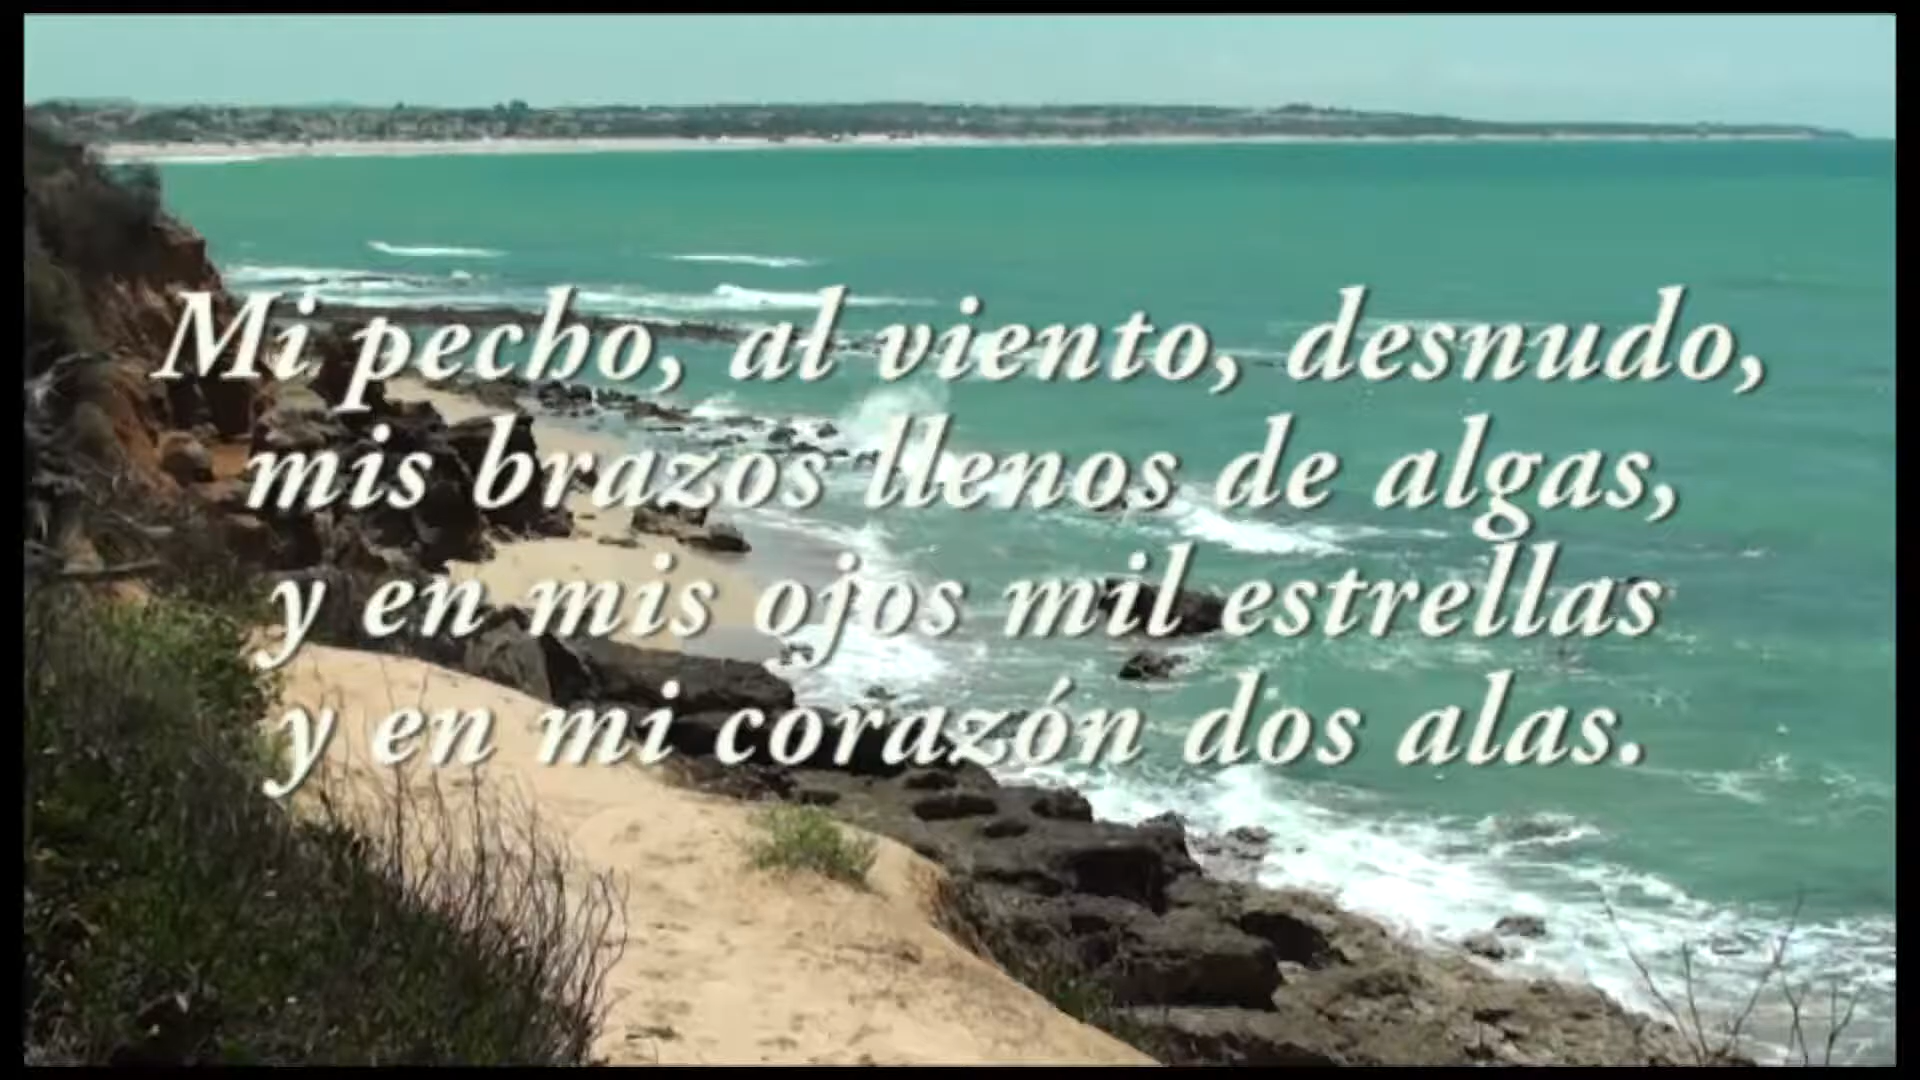 Mi pecho, al viento, desnudo,
mis brazos llenos de algas,
y en mis ojos mil estrellas
y en mi corazón dos alas.